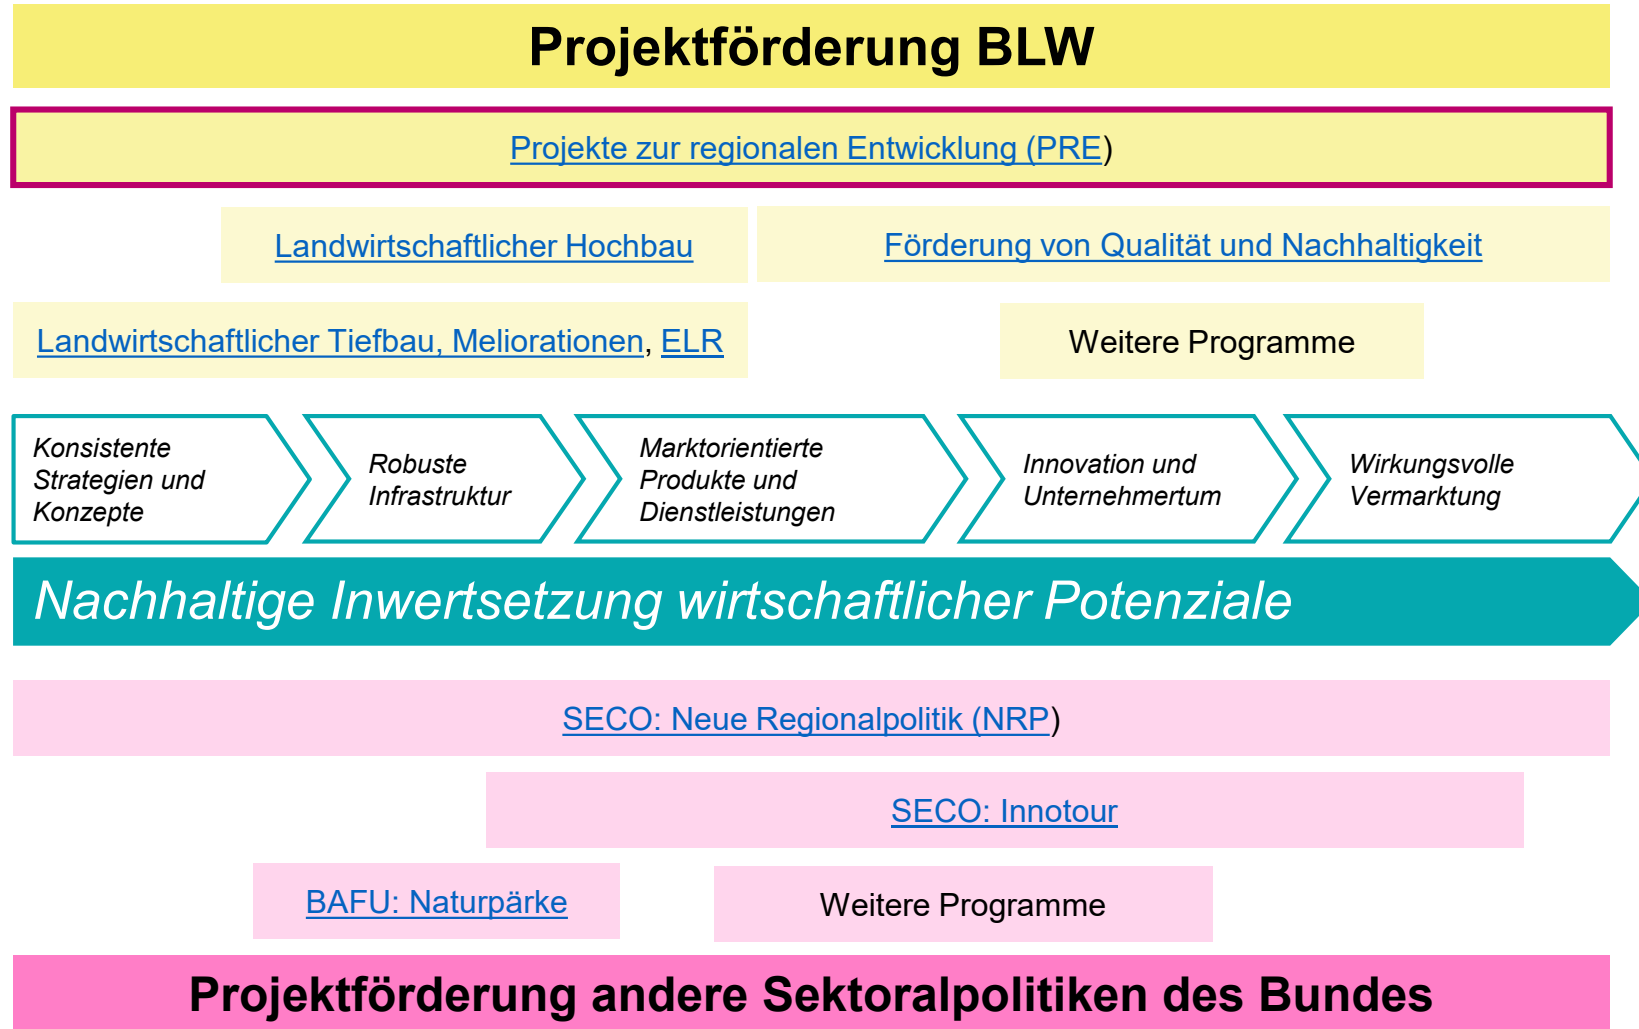 Projektförderung BLW
Projekte zur regionalen Entwicklung (PRE)
Landwirtschaftlicher Hochbau
Förderung von Qualität und Nachhaltigkeit
Landwirtschaftlicher Tiefbau, Meliorationen, ELR
Weitere Programme
Konsistente
Strategien und
Konzepte
Robuste
Infrastruktur
Marktorientierte
Produkte und
Dienstleistungen
Innovation und
Unternehmertum
Wirkungsvolle
Vermarktung
Nachhaltige Inwertsetzung wirtschaftlicher Potenziale
SECO: Neue Regionalpolitik (NRP)
SECO: Innotour
BAFU: Naturpärke
Weitere Programme
Projektförderung andere Sektoralpolitiken des Bundes